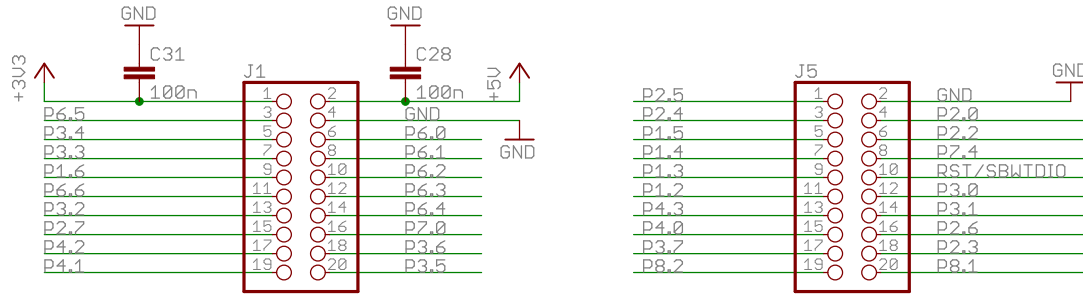 GND GND
C31 C28
+3V3 +5V GND
J1 J5
100n 100n
1 2 P2.5 1 2 GND
P6.5 3 4 GND P2.4 3 4 P2.0
P3.4 5 6 P6.0 P1.5 5 6 P2.2
GND
P3.3 7 8 P6.1 P1.4 7 8 P7.4
P1.6 9 10 P6.2 P1.3 9 10 RST/SBWTDIO
P6.6 11 12 P6.3 P1.2 11 12 P3.0
P3.2 13 14 P6.4 P4.3 13 14 P3.1
P2.7 15 16 P7.0 P4.0 15 16 P2.6
P4.2 17 18 P3.6 P3.7 17 18 P2.3
P4.1 19 20 P3.5 P8.2 19 20 P8.1